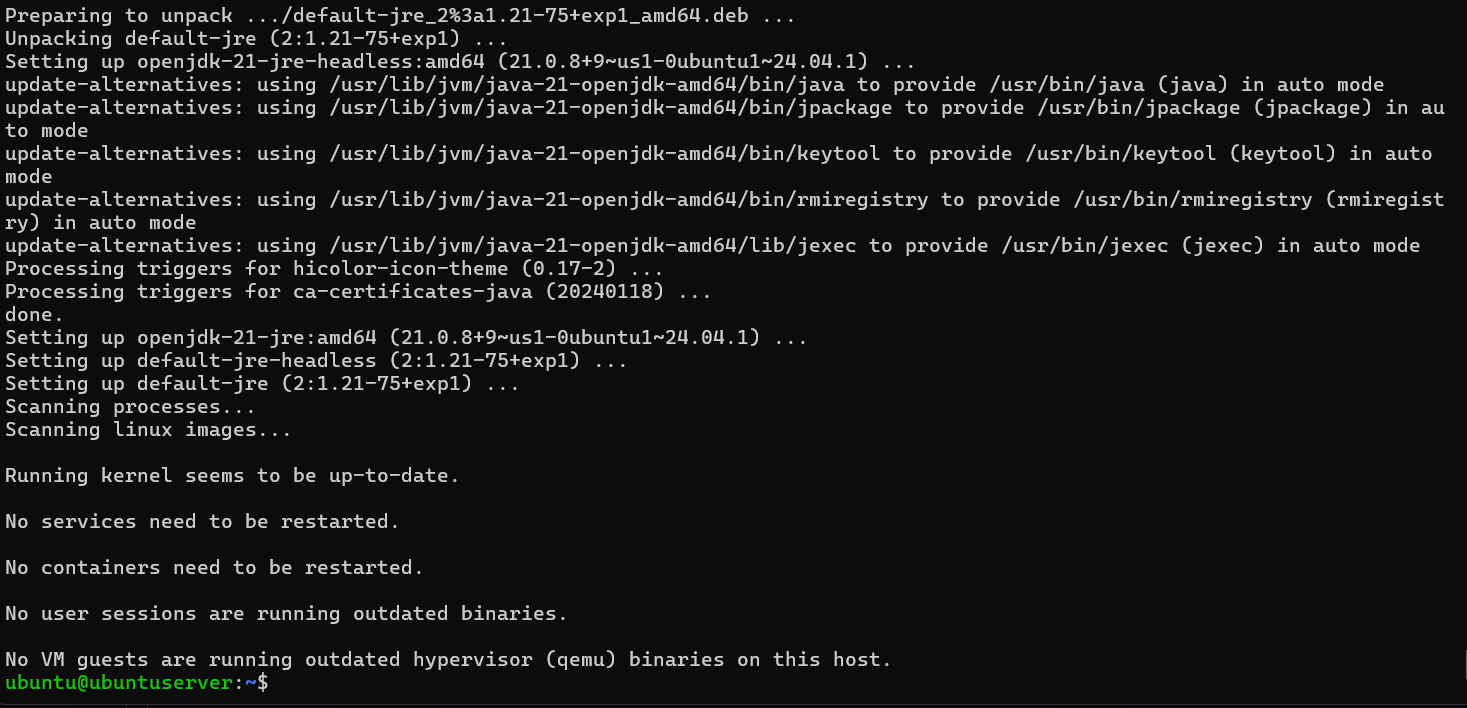 Preparing to unpack .../default-jre_2%3a1.21-75+exp1_amd64.deb ...
Unpacking default-jre (2:1.21-75+exp1) ...
Setting up openjdk-21-jre-headless:amd64 (21.0.8+9~us1-0ubuntu1~24.04.1) ...
update-alternatives: using /usr/lib/jvm/java-21-openjdk-amd64/bin/java to provide /usr/bin/java (java) in auto mode
update-alternatives: using /usr/lib/jvm/java-21-openjdk-amd64/bin/jpackage to provide /usr/bin/jpackage (jpackage) in au
to mode
update-alternatives: using /usr/lib/jvm/java-21-openjdk-amd64/bin/keytool to provide /usr/bin/keytool (keytool) in auto
mode
update-alternatives: using /usr/lib/jvm/java-21-openjdk-amd64/bin/rmiregistry to provide /usr/bin/rmiregistry (rmiregist
ry) in auto mode
update-alternatives: using /usr/lib/jvm/java-21-openjdk-amd64/lib/jexec to provide /usr/bin/jexec (jexec) in auto mode
Processing triggers for hicolor-icon-theme (0.17-2) ...
Processing triggers for ca-certificates-java (20240118) ...
done.
Setting up openjdk-21-jre:amd64 (21.0.8+9~us1-0ubuntu1~24.04.1) ...
Setting up default-jre-headless (2:1.21-75+exp1) ...
Setting up default-jre (2:1.21-75+exp1) ...
Scanning processes...
Scanning linux images...

Running kernel seems to be up-to-date.

No services need to be restarted.

No containers need to be restarted.

No user sessions are running outdated binaries.

No VM guests are running outdated hypervisor (qemu) binaries on this host.
ubuntu@ubuntuserver:~$